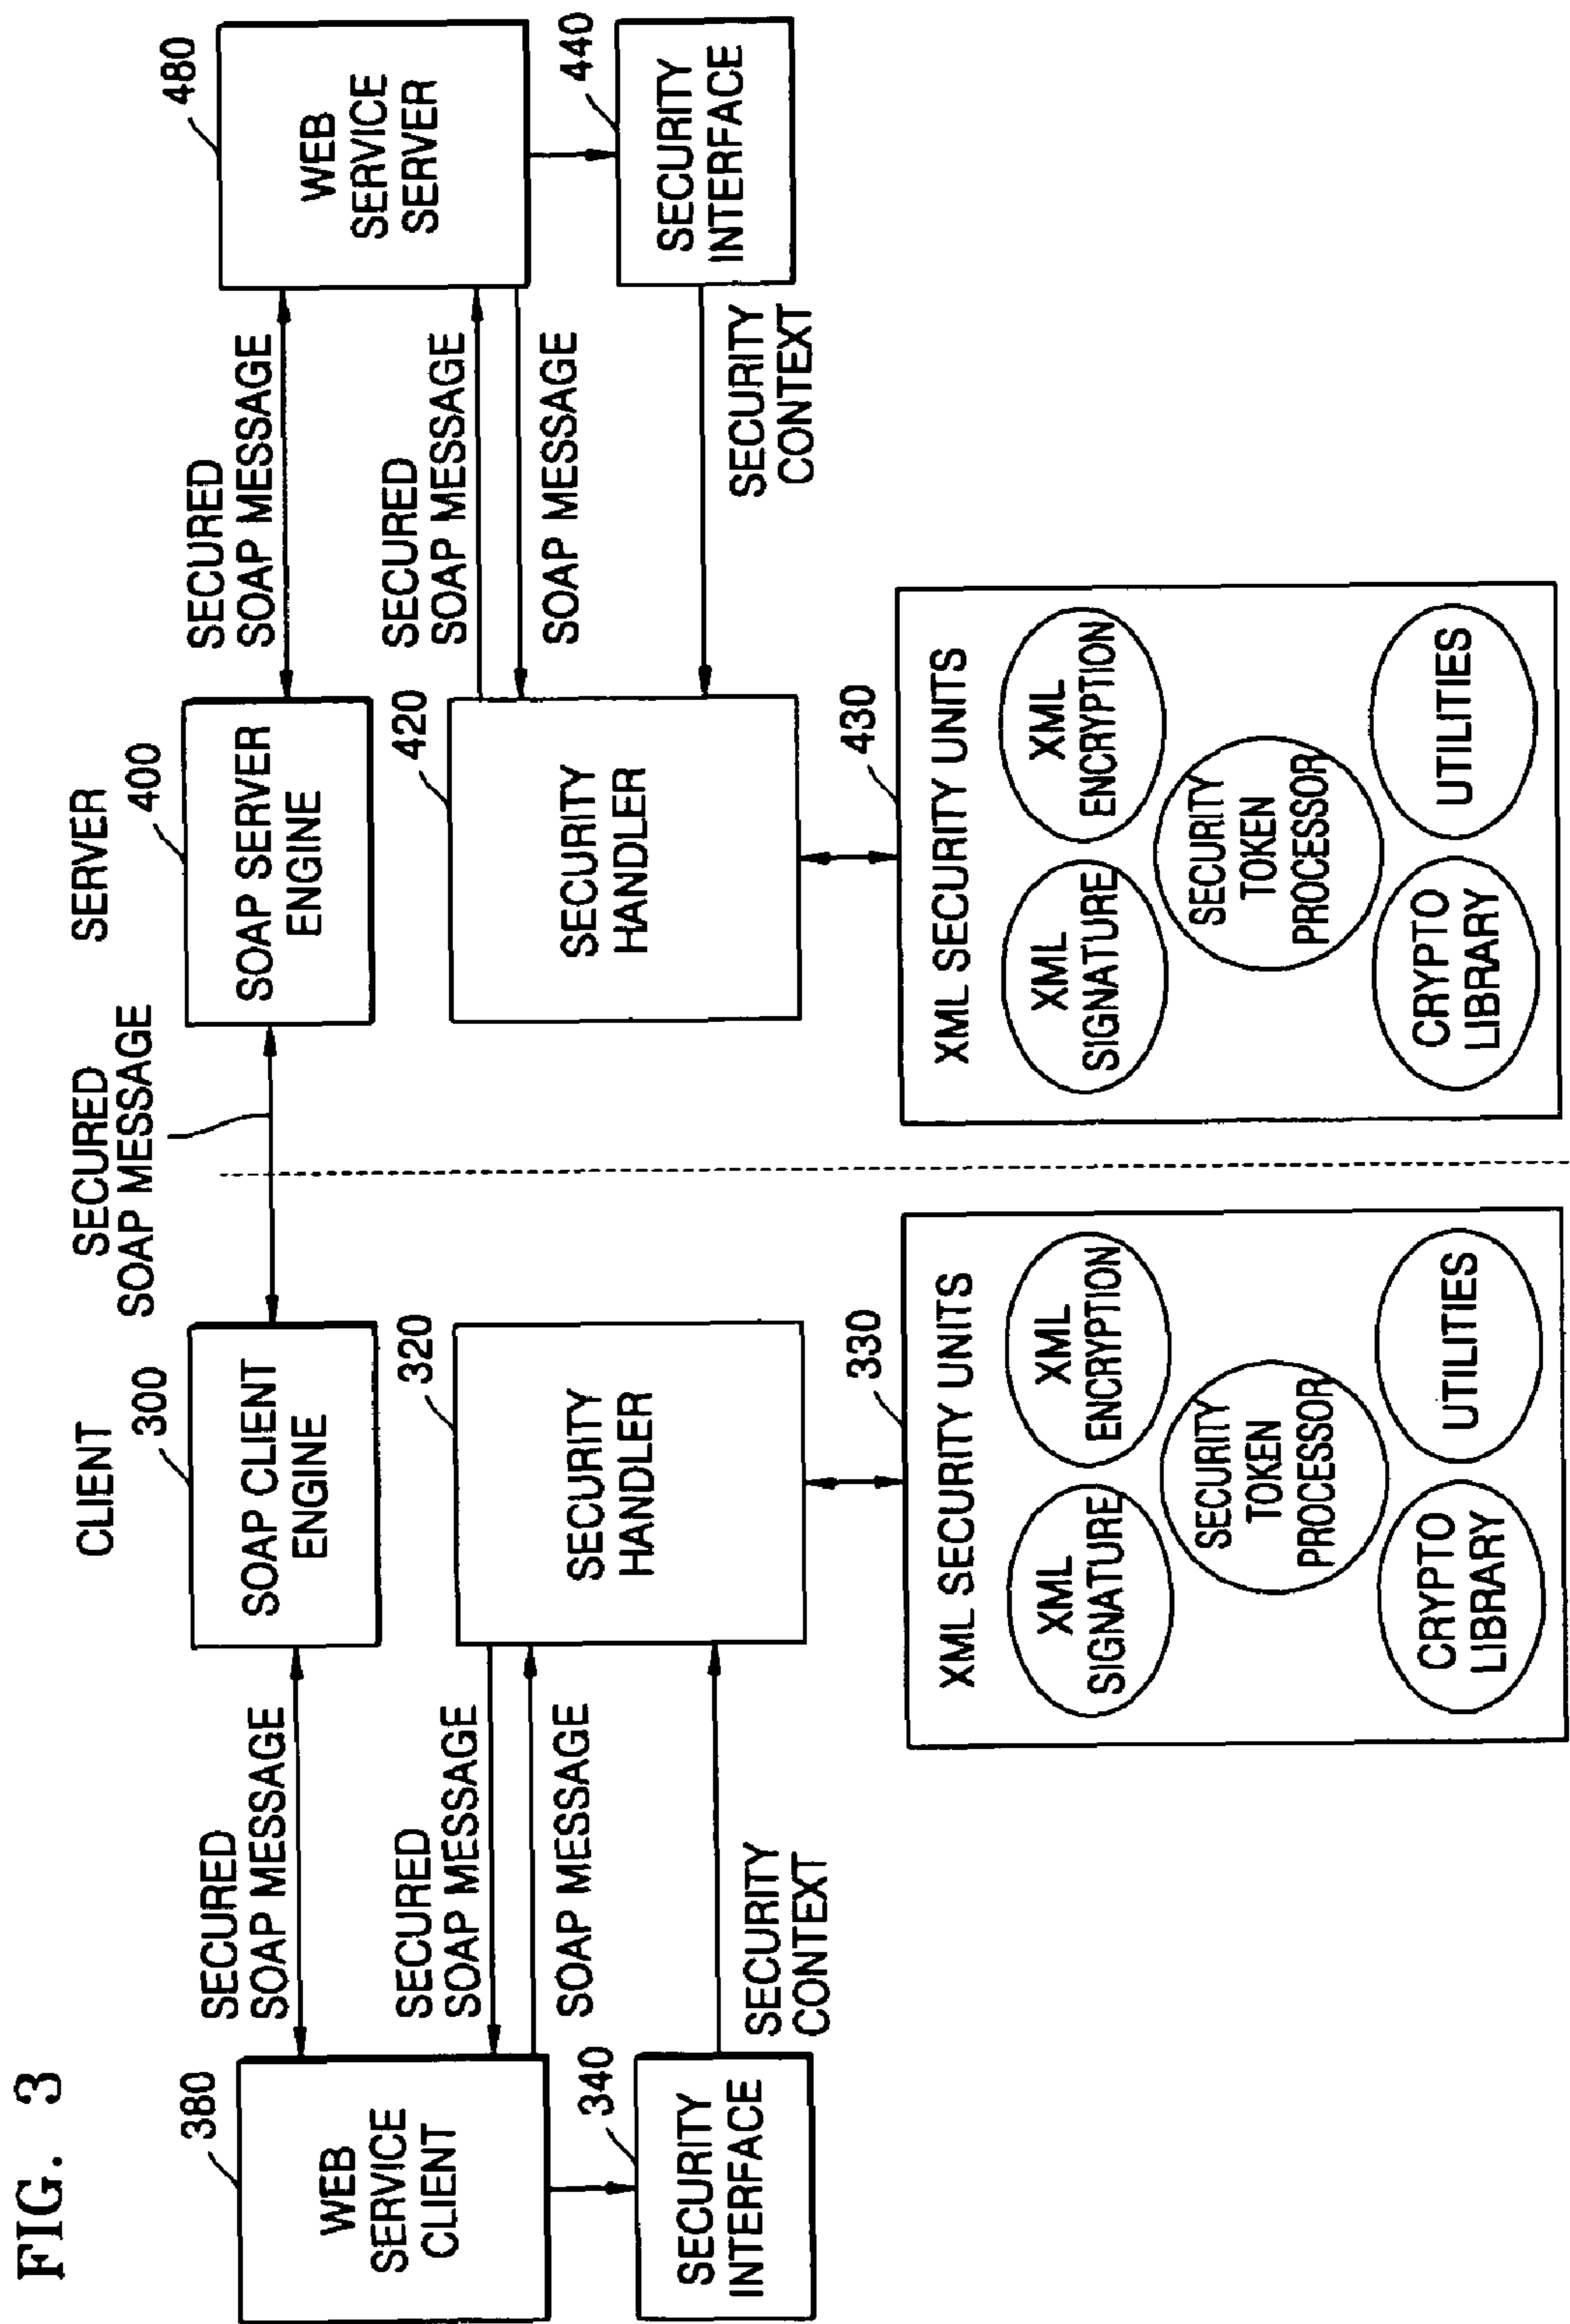 FIG. 3
CLIENT
SERVER
SECURED
SOAP MESSAGE
380
WEB
SERVICE
CLIENT
SECURED
SOAP MESSAGE
300
SOAP CLIENT
ENGINE
400
SOAP SERVER
ENGINE
SECURED
SOAP MESSAGE
480
WEB
SERVICE
SERVER
SECURED
SOAP MESSAGE
SOAP MESSAGE
320
SECURITY
HANDLER
420
SECURITY
HANDLER
SECURED
SOAP MESSAGE
SOAP MESSAGE
340
SECURITY
INTERFACE
SECURITY
CONTEXT
440
SECURITY
INTERFACE
SECURITY
CONTEXT
330
XML SECURITY UNITS
XML
SIGNATURE
XML
ENCRYPTION
SECURITY
TOKEN
PROCESSOR
CRYPTO
LIBRARY
UTILITIES
430
XML SECURITY UNITS
XML
SIGNATURE
XML
ENCRYPTION
SECURITY
TOKEN
PROCESSOR
CRYPTO
LIBRARY
UTILITIES